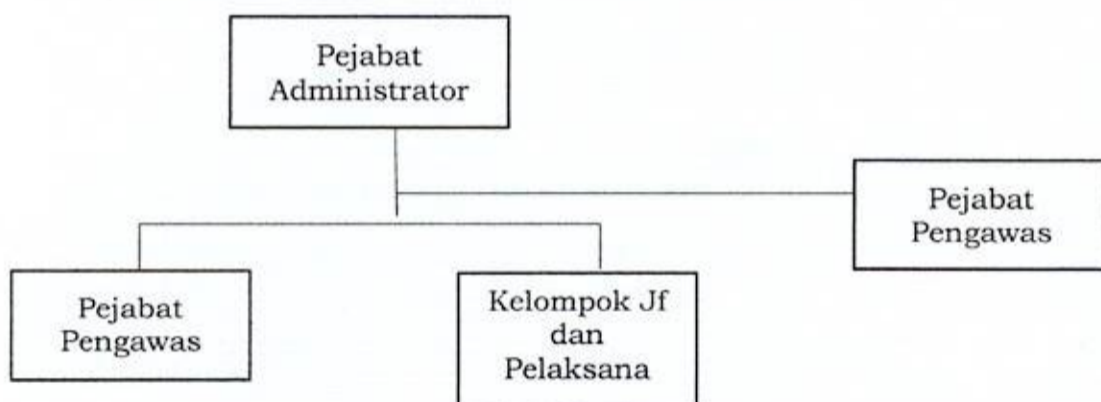 Pejabat
Administrator
Pejabat
Pengawas
Pejabat
Pengawas
Kelompok Jf
dan
Pelaksana